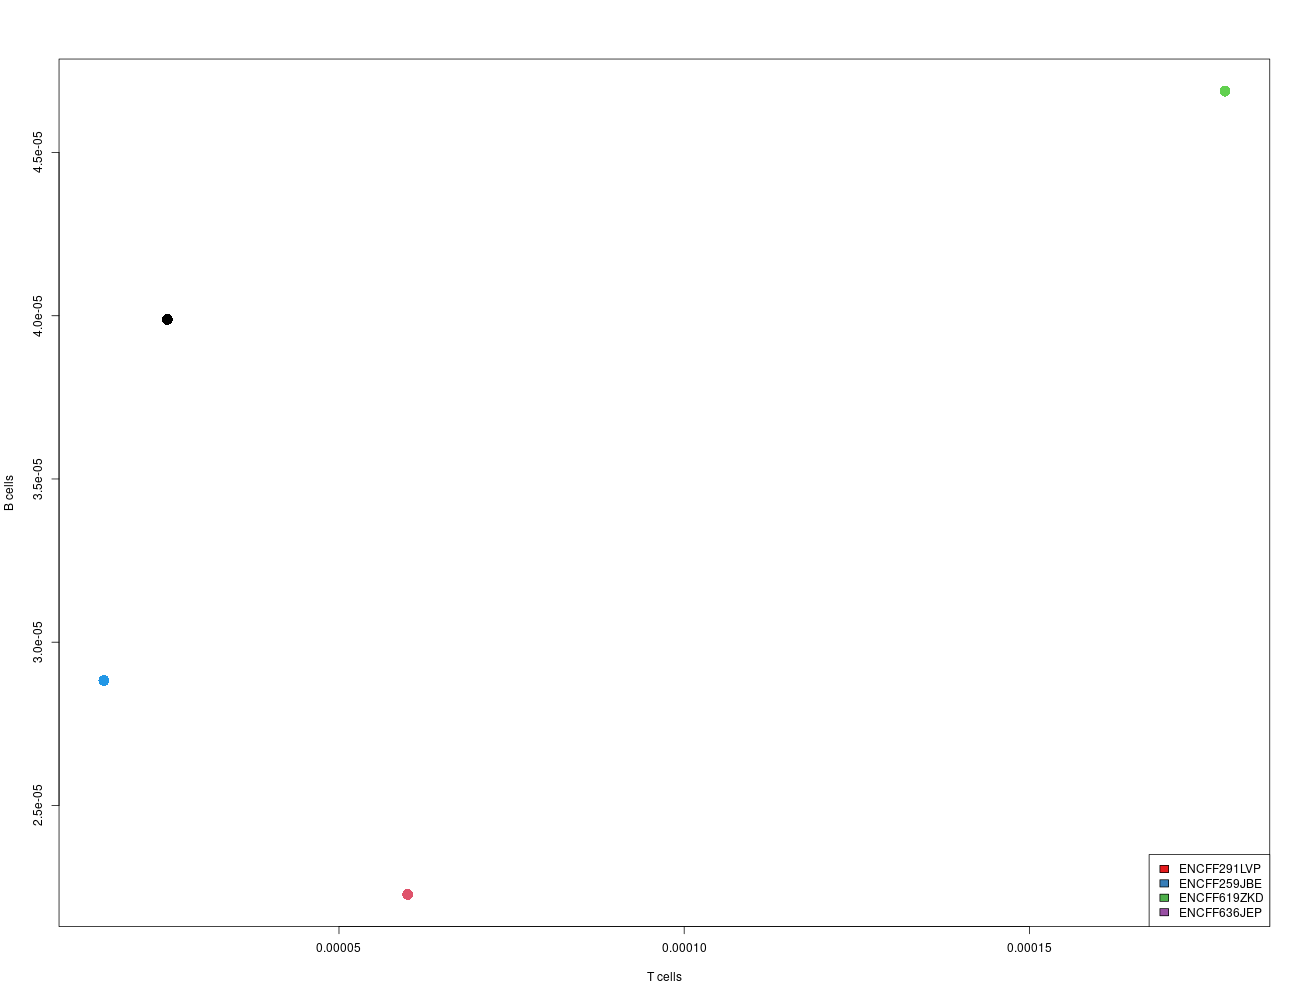 4.5e-05
4.0e-05
3.5e-05
3.0e-05
2.5e-05
B cells
0.00005
0.00010
0.00015
T cells
ENCFF291LVP
ENCFF259JBE
ENCFF619ZKD
ENCFF636JEP